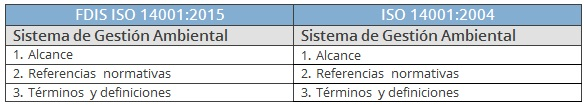 FDIS ISO 14001:2015 ISO 14001:2004
Sistema de Gestión Ambiental Sistema de Gestión Ambiental
1. Alcance 1. Alcance
2. Referencias normativas 2. Referencias normativas
3. Términos y definiciones 3. Términos y definiciones